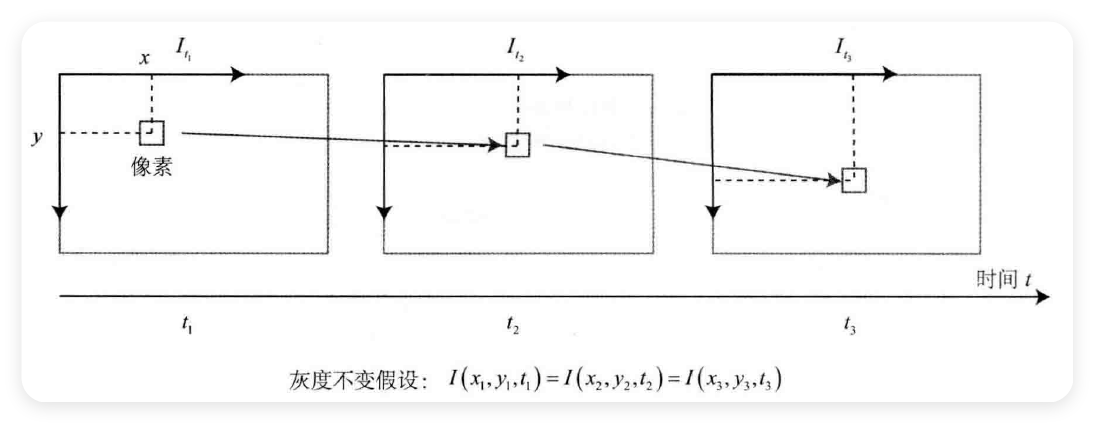 x I_{t_1} I_{t_2} I_{t_3}
y
像素
时间 t
t_1 t_2 t_3
灰度不变假设： I(x_1,y_1,t_1)=I(x_2,y_2,t_2)=I(x_3,y_3,t_3)